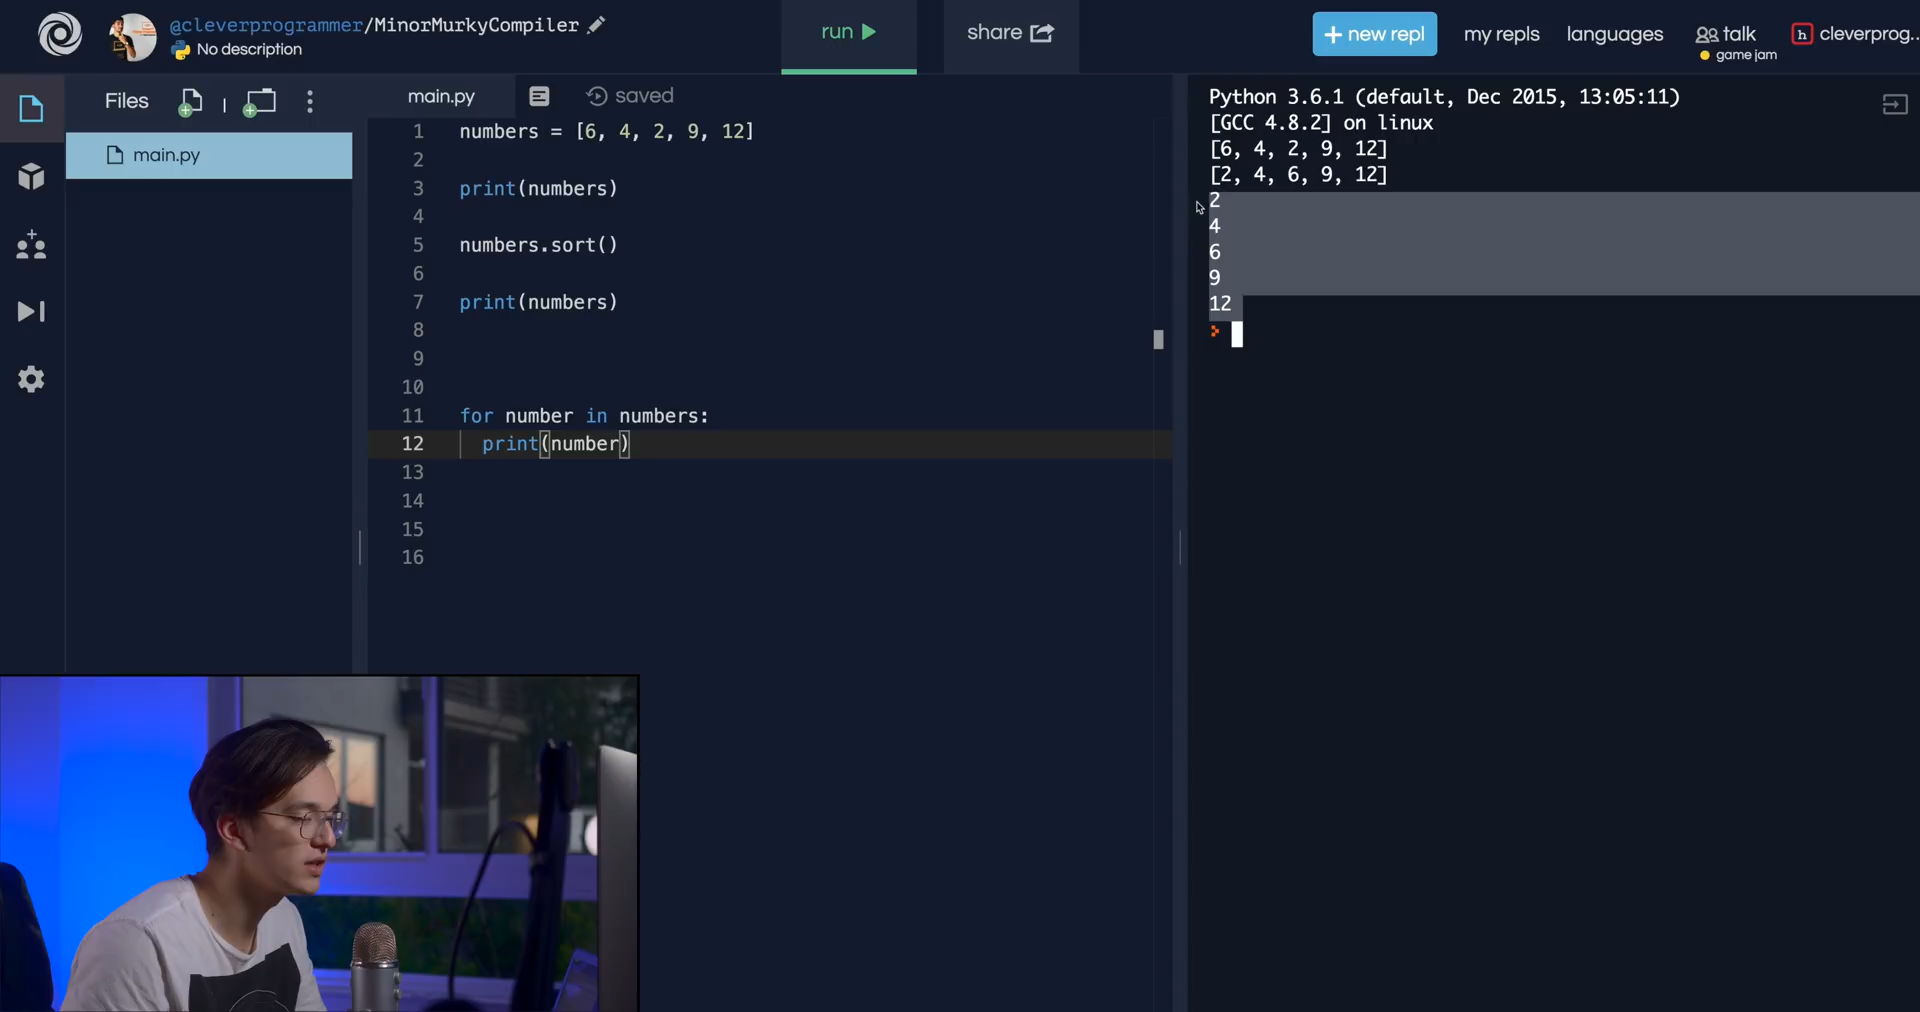 @cleverprogrammer/MinorMurkyCompiler
No description
run
share
+ new repl
my repls
languages
talk
game jam
h
cleverprog..
Files
main.py
main.py
saved
1 numbers = [6, 4, 2, 9, 12]
2
3 print(numbers)
4
5 numbers.sort()
6
7 print(numbers)
8
9
10
11 for number in numbers:
12 print(number)
13
14
15
16
Python 3.6.1 (default, Dec 2015, 13:05:11)
[GCC 4.8.2] on linux
[6, 4, 2, 9, 12]
[2, 4, 6, 9, 12]
2
4
6
9
12
>